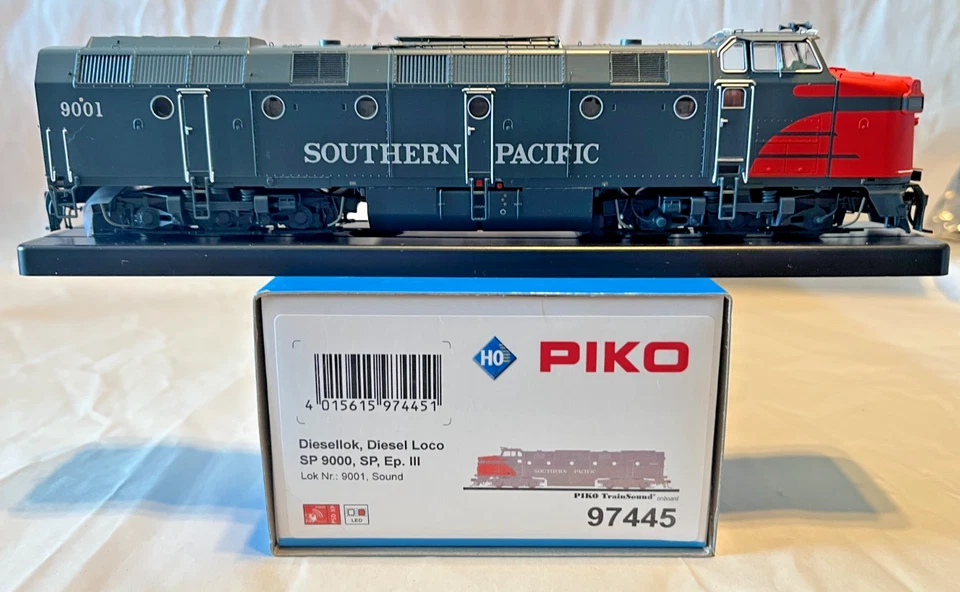 9001
SOUTHERN PACIFIC
H0 PIKO
4 015615 974451
Diesellok, Diesel Loco
SP 9000, SP, Ep. III
Lok Nr.: 9001, Sound
SOUTHERN PACIFIC
PIKO TrainSound® onboard
LED
97445